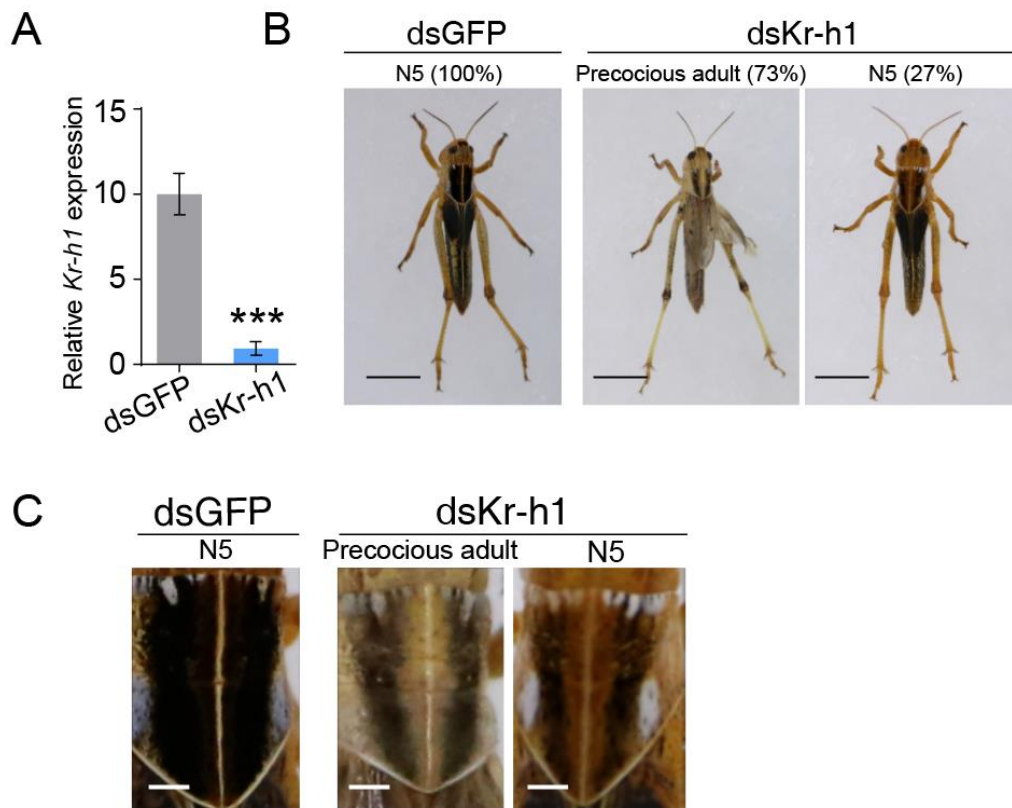 A
Relative Kr-h1 expression
15
10
5
0
***
dsGFP
dsKr-h1
B
dsGFP
dsKr-h1
N5 (100%)
Precocious adult (73%)
N5 (27%)
C
dsGFP
dsKr-h1
N5
Precocious adult
N5